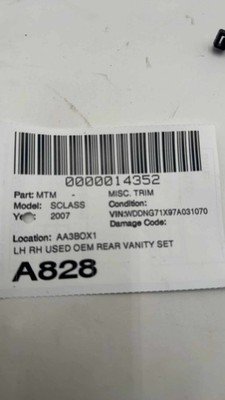 0000014352
Part: MTM MISC. TRIM
Model: SCLASS Condition:
2007 VIN:WDDNG71X97A031070
Damage Code:
Location: AA3BOX1
LH RH USED OEM REAR VANITY SET
A828